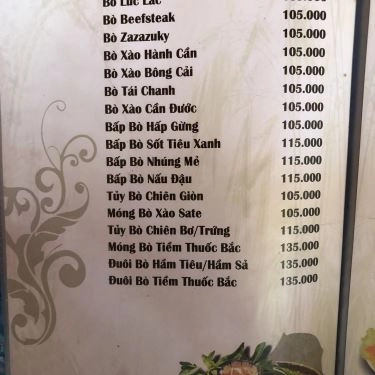 Bò Lúc Lắc
Bò Beefsteak 105.000
Bò Zazazuky 105.000
Bò Xào Hành Cần 105.000
Bò Xào Bông Cải 105.000
Bò Tái Chanh 105.000
Bò Xào Cần Đước 105.000
Bắp Bò Hấp Gừng 105.000
Bắp Bò Sốt Tiêu Xanh 115.000
Bắp Bò Nhúng Mẻ 115.000
Bắp Bò Nấu Đậu 115.000
Tủy Bò Chiên Giòn 105.000
Móng Bò Xào Sate 105.000
Tủy Bò Chiên Bơ/Trứng 115.000
Móng Bò Tiềm Thuốc Bắc 135.000
Đuôi Bò Hầm Tiêu/Hầm Sả 135.000
Đuôi Bò Tiềm Thuốc Bắc 135.000